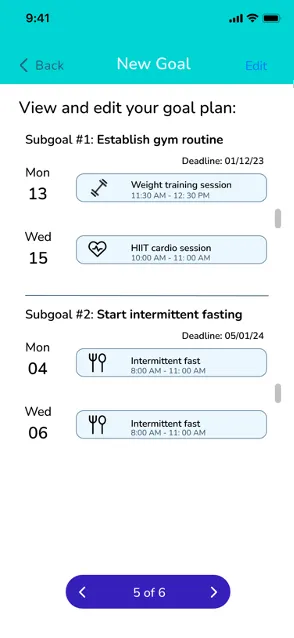 9:41
Back
New Goal
Edit
View and edit your goal plan:
Subgoal #1: Establish gym routine
Deadline: 01/12/23
Mon
13
Weight training session
11:30 AM - 12: 30 PM
Wed
15
HIIT cardio session
10:00 AM - 11: 00 AM
Subgoal #2: Start intermittent fasting
Deadline: 05/01/24
Mon
04
Intermittent fast
8:00 AM - 11: 00 AM
Wed
06
Intermittent fast
8:00 AM - 11: 00 AM
5 of 6